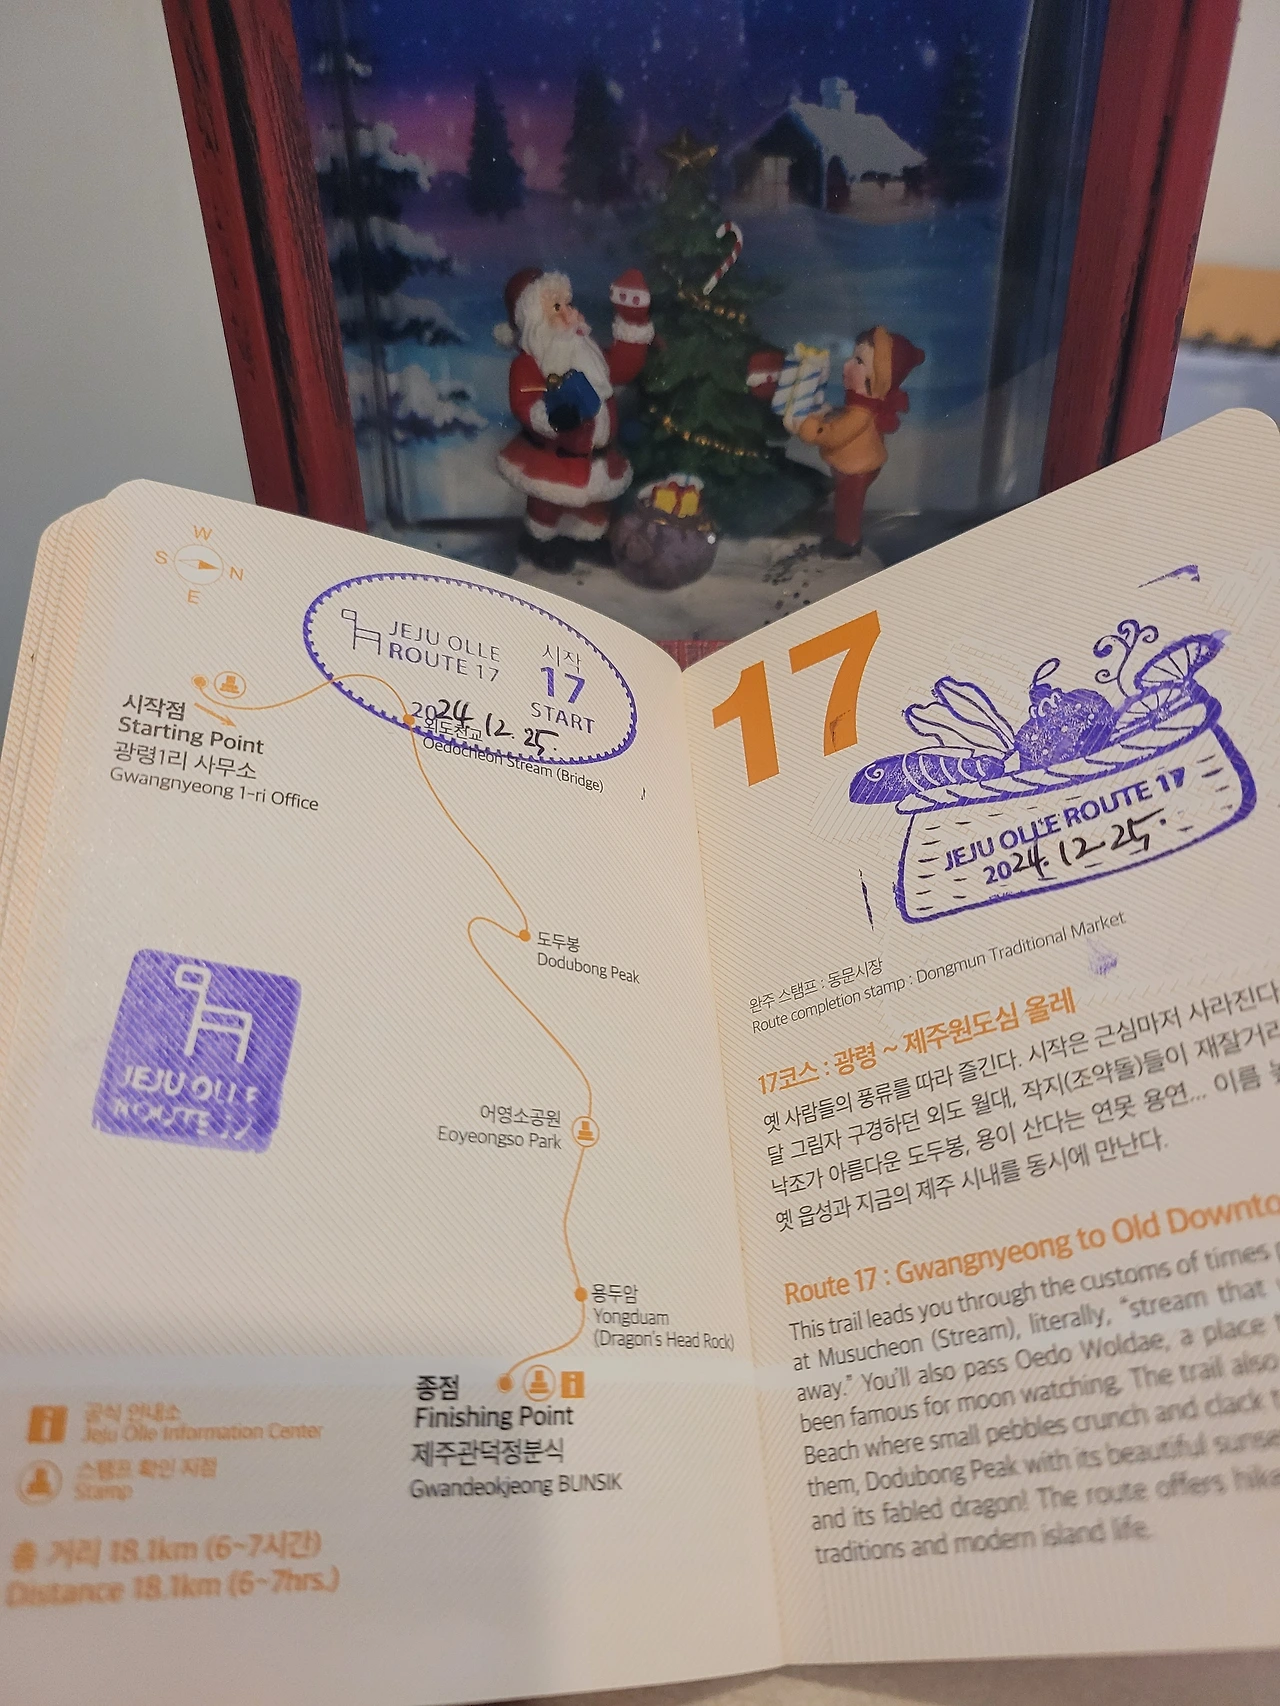 W
S N
E
JEJU OLLE
ROUTE 17
시작
17
START
2024.12.25.
시작점
Starting Point
광령1리 사무소
Gwangnyeong 1-ri Office
외도천교
Oedocheon Stream (Bridge)
도두봉
Dodubong Peak
JEJU OLLE
ROUTE 17
어영소공원
Eoyeongso Park
용두암
Yongduam
(Dragon's Head Rock)
종점
Finishing Point
제주관덕정분식
Gwandeokjeong BUNSIK
공식 안내소
Jeju Olle Information Center
스탬프 확인 지점
Stamp
총 거리 18.1km (6~7시간)
Distance 18.1km (6~7hrs.)
17
JEJU OLLE ROUTE 17
2024.12.25.
완주 스탬프 : 동문시장
Route completion stamp : Dongmun Traditional Market
17코스 : 광령 ~ 제주원도심 올레
옛 사람들의 풍류를 따라 즐긴다. 시작은 근심마저 사라진다
달 그림자 구경하던 외도 월대, 작지(조약돌)들이 재잘거리
낙조가 아름다운 도두봉, 용이 산다는 연못 용연... 이름
옛 읍성과 지금의 제주 시내를 동시에 만난다.
Route 17 : Gwangnyeong to Old Downto
This trail leads you through the customs of times
at Musucheon (Stream), literally, "stream that
away." You'll also pass Oedo Woldae, a place
been famous for moon watching. The trail also
Beach where small pebbles crunch and clack
them, Dodubong Peak with its beautiful sunse
and its fabled dragon! The route offers hike
traditions and modern island life.